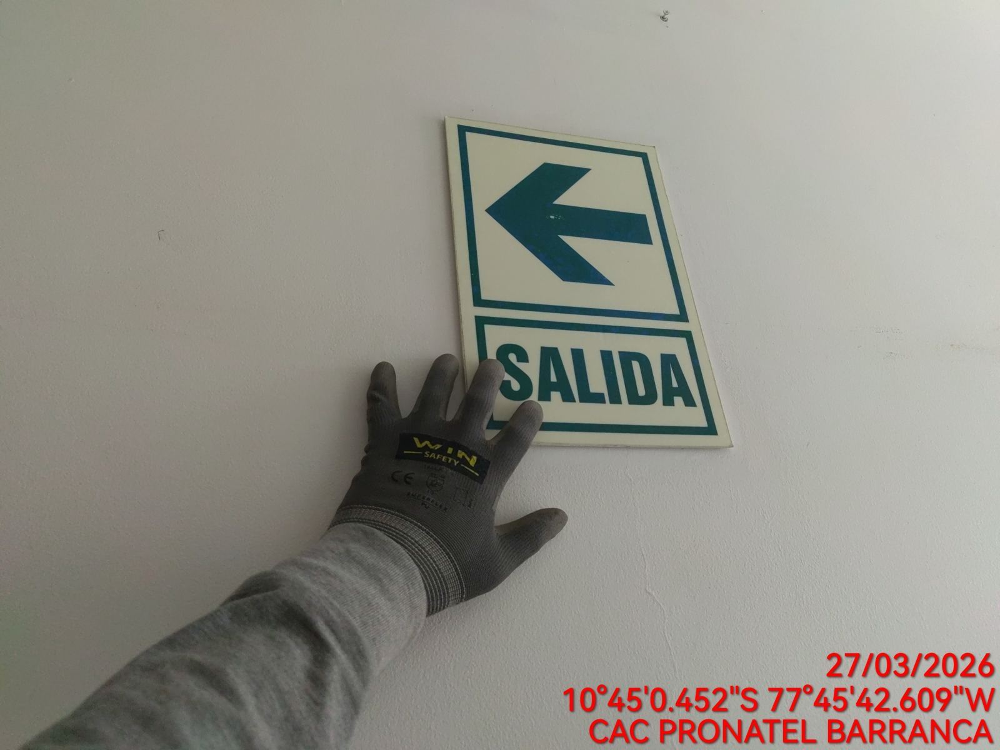 SALIDA
WIN
SAFETY
CE
27/03/2026
10°45'0.452"S 77°45'42.609"W
CAC PRONATEL BARRANCA